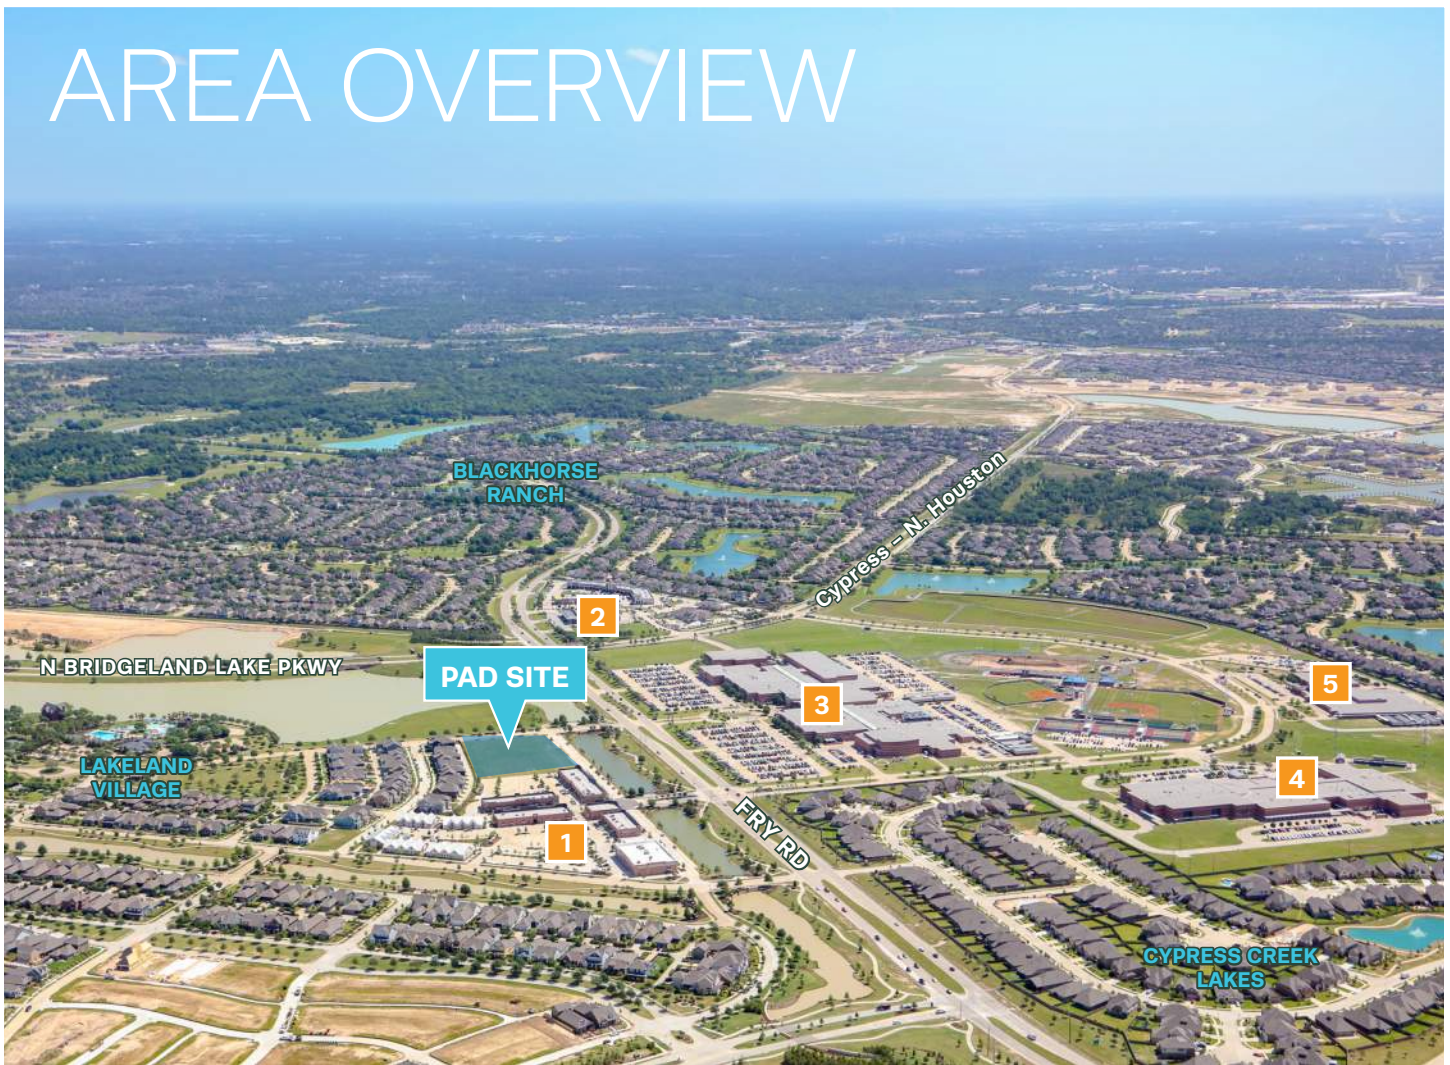 AREA OVERVIEW
BLACKHORSE
RANCH
Cypress – N. Houston
2
N BRIDGELAND LAKE PKWY
PAD SITE
3
5
LAKELAND
VILLAGE
4
1
FRY RD
CYPRESS CREEK
LAKES